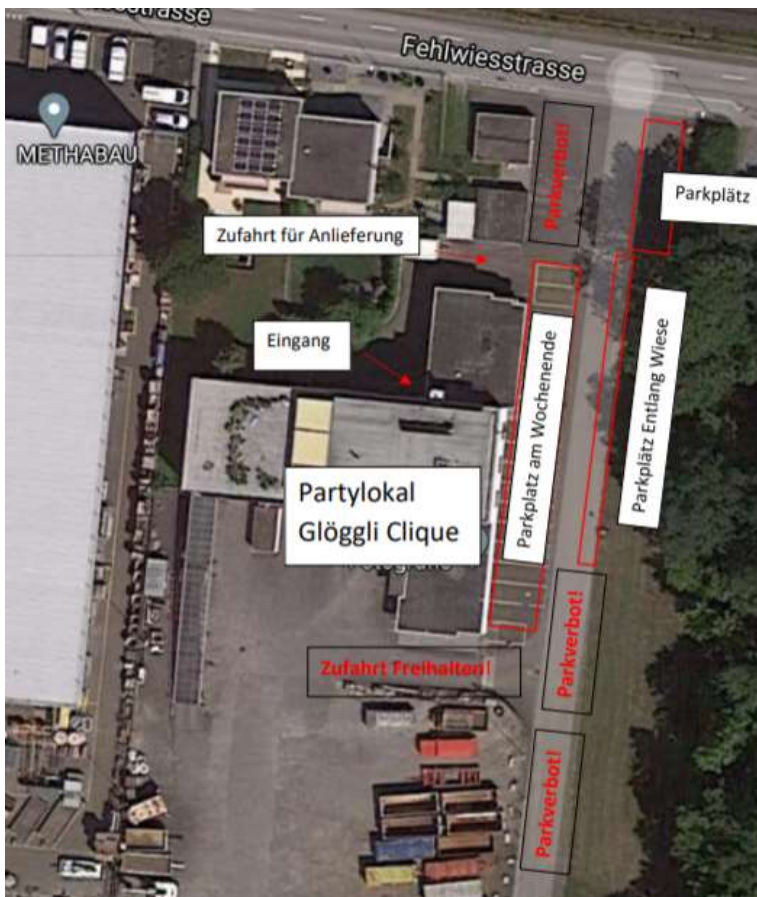 Fehlwiesstrasse
METHABAU
Parkverbot!
Parkplätz
Zufahrt für Anlieferung
Eingang
Parkplatz am Wochenende
Parkplätz Entlang Wiese
Partylokal
Glöggli Clique
Zufahrt Freihalten!
Parkverbot!
Parkverbot!